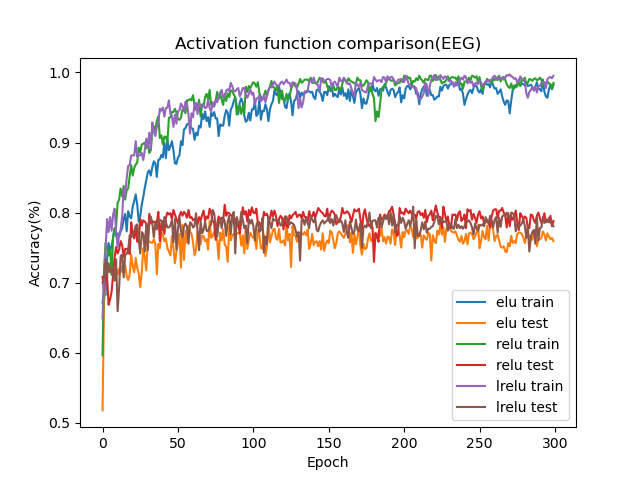 Activation function comparison(EEG)
1.0
0.9
0.8
0.7
0.6
0.5
Accuracy(%)
0 50 100 150 200 250 300
Epoch
elu train
elu test
relu train
relu test
lrelu train
lrelu test